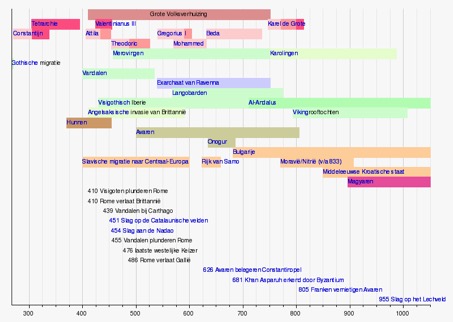 Grote Volksverhuizing
Tetrarchie Valentinianus III Karel de Grote
Constantijn Attila Gregorius I Beda
Theodoric Mohammed
Merovingen Karolingen
Gothische migratie
Vandalen
Exarchaat van Ravenna
Langobarden
Visigothisch Iberie Al-Andalus
Angelsaksische invasie van Brittannië Vikingtochten
Hunnen
Avaren
Onogur
Bulgarije
Slavische migratie naar Centraal-Europa Rijk van Samo Moravië/Nitrië (v/a 833)
Middeleeuwse Kroatische staat
Magyaren
410 Visigoten plunderen Rome
410 Rome verlaat Brittannië
439 Vandalen bij Carthago
451 Slag op de Catalaunische velden
454 Slag aan de Nadao
455 Vandalen plunderen Rome
476 laatste westelijke Keizer
486 Rome verlaat Gallië
626 Avaren belegeren Constantinopel
681 Khan Asparuh erkend door Byzantium
805 Franken vernietigen Avaren
955 Slag op het Lechveld
300 400 500 600 700 800 900 1000